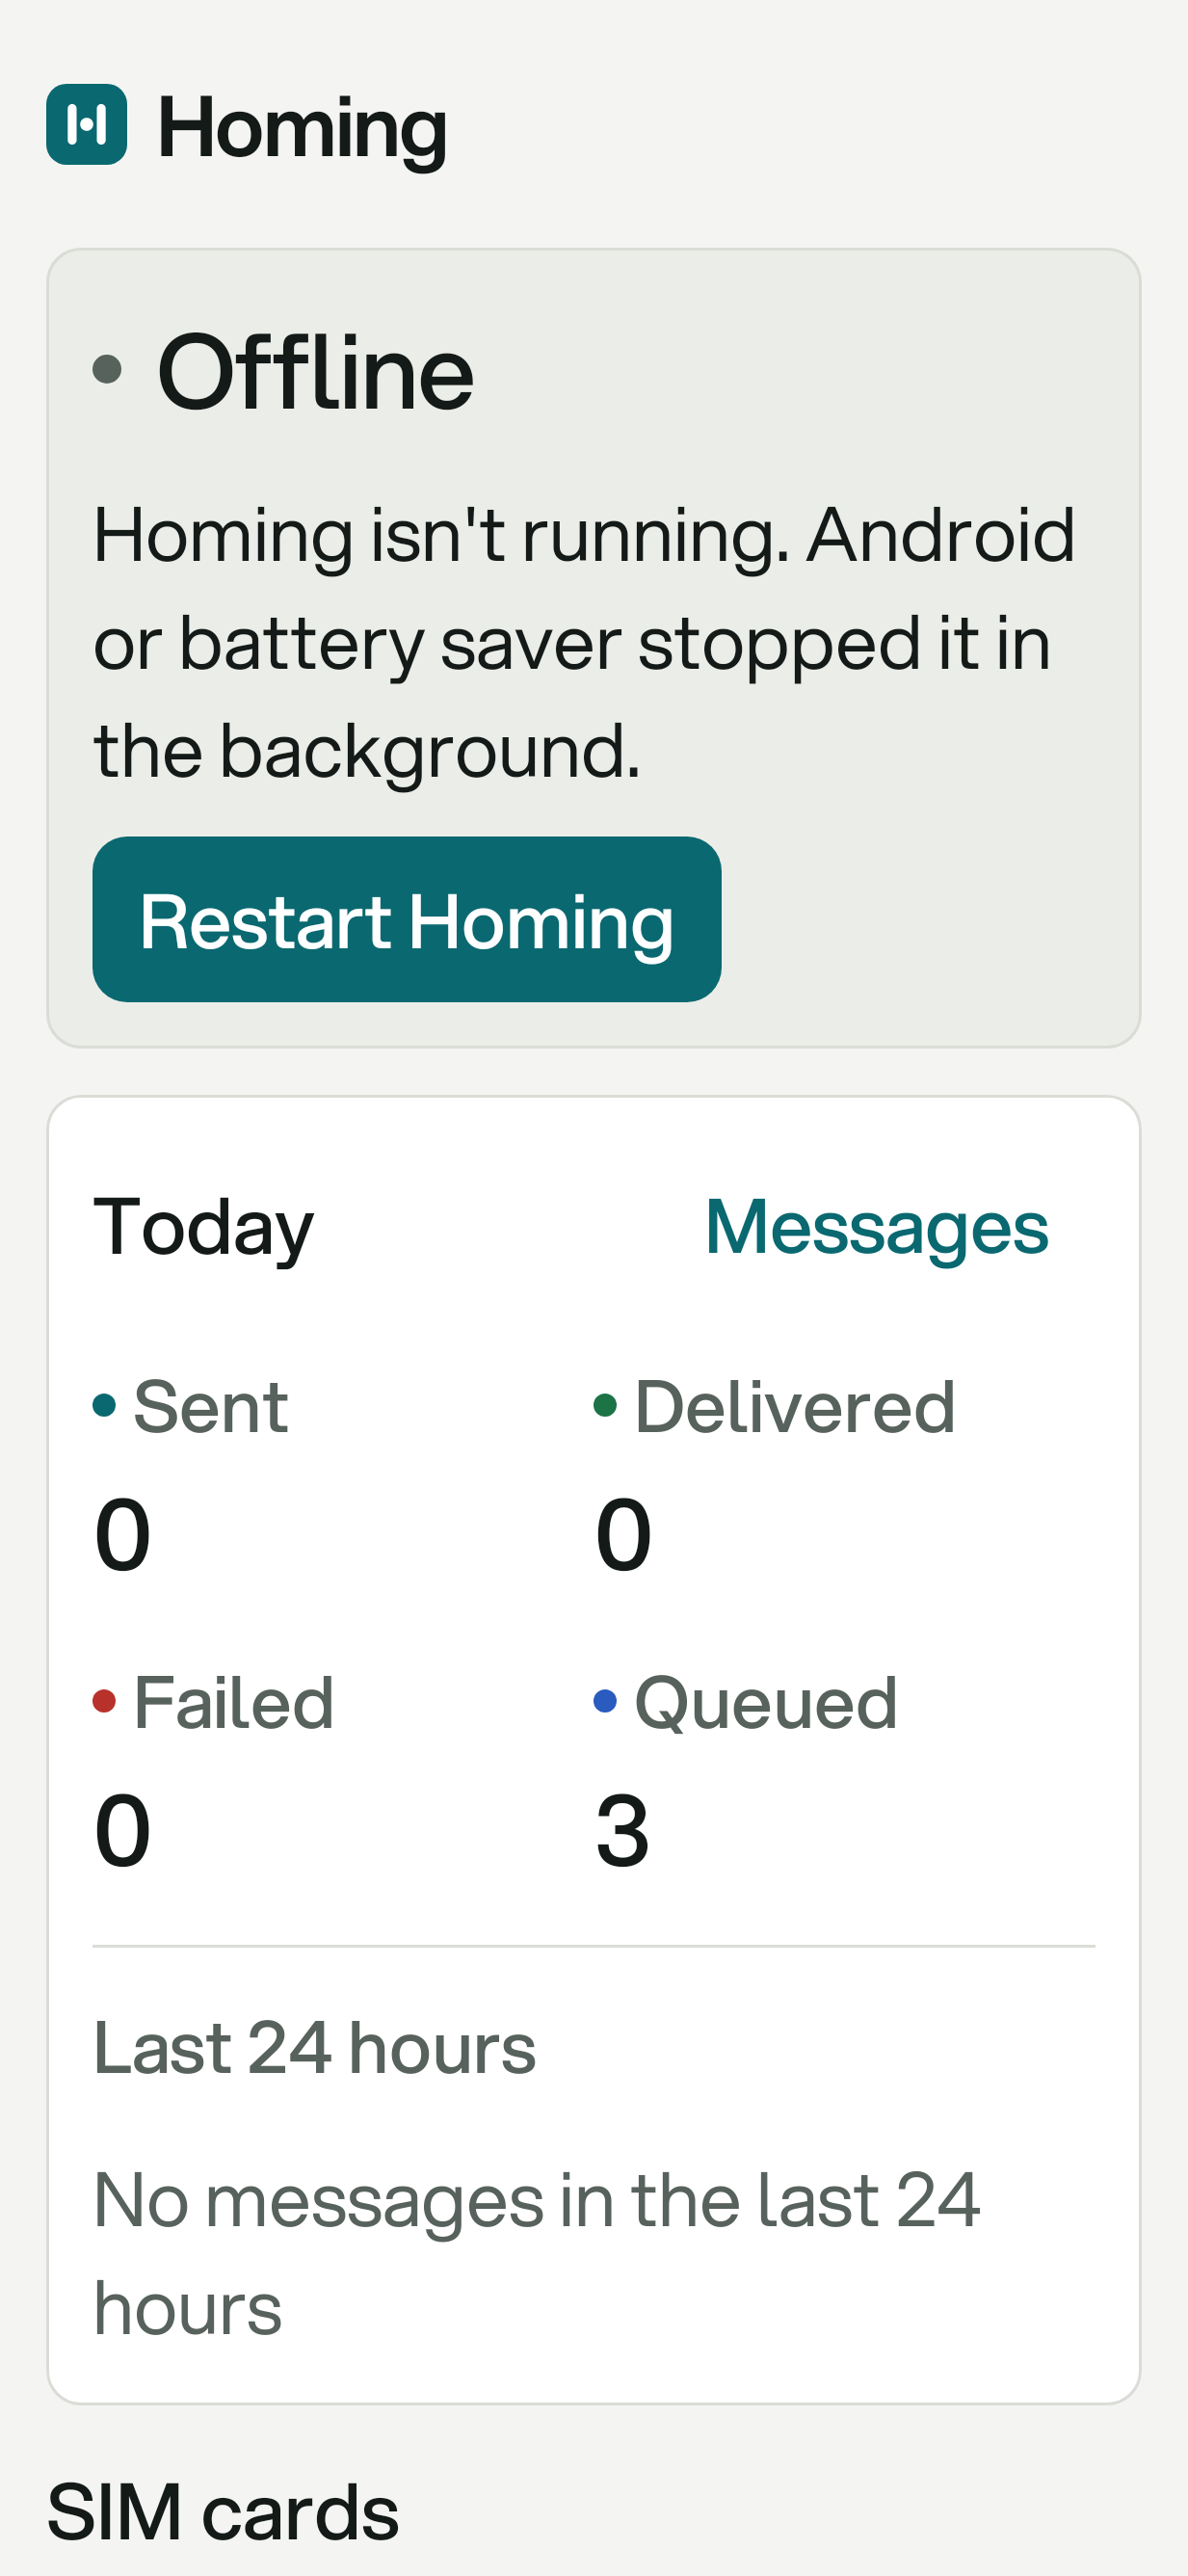 Homing
Offline
Homing isn't running. Android
or battery saver stopped it in
the background.
Restart Homing
Today
Messages
Sent
Delivered
0
0
Failed
Queued
0
3
Last 24 hours
No messages in the last 24
hours
SIM cards